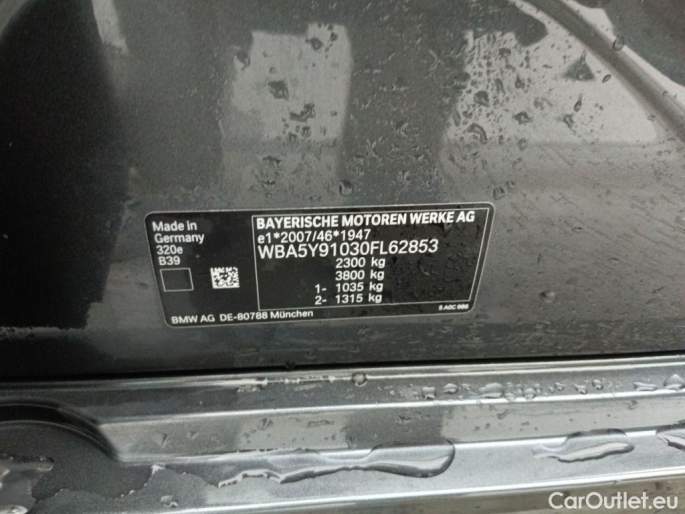 Made in
Germany
320e
B39
BAYERISCHE MOTOREN WERKE AG
e1*2007/46*1947
WBA5Y91030FL62853
2300 kg
3800 kg
1- 1035 kg
2- 1315 kg
BMW AG DE-80788 München
CarOutlet.eu